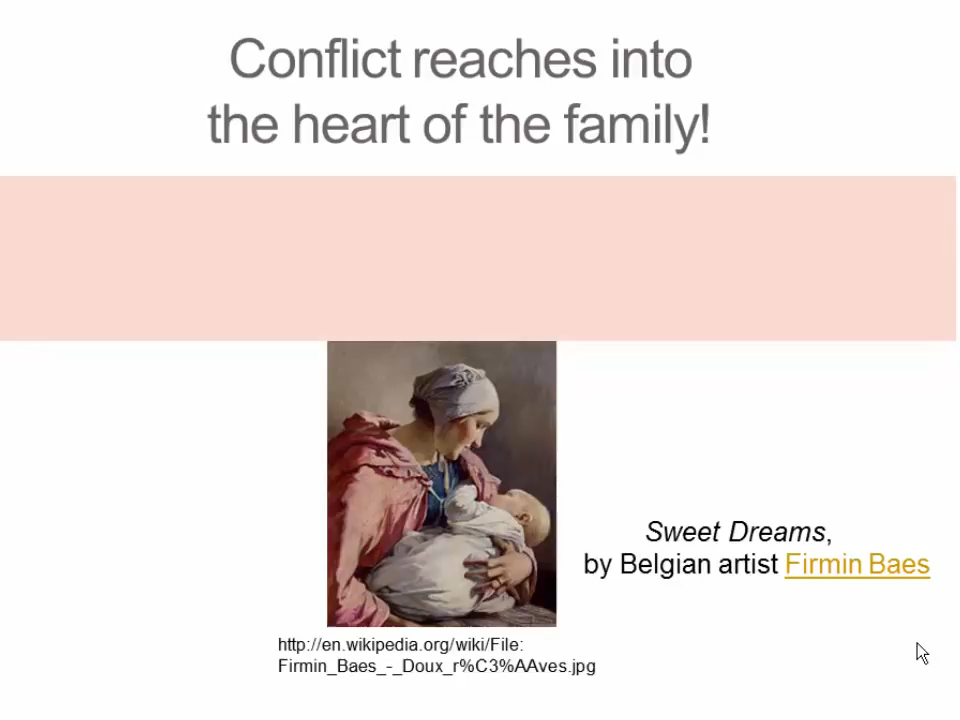 Conflict reaches into
the heart of the family!
Sweet Dreams,
by Belgian artist Firmin Baes
http://en.wikipedia.org/wiki/File:
Firmin_Baes_-_Doux_r%C3%AAves.jpg